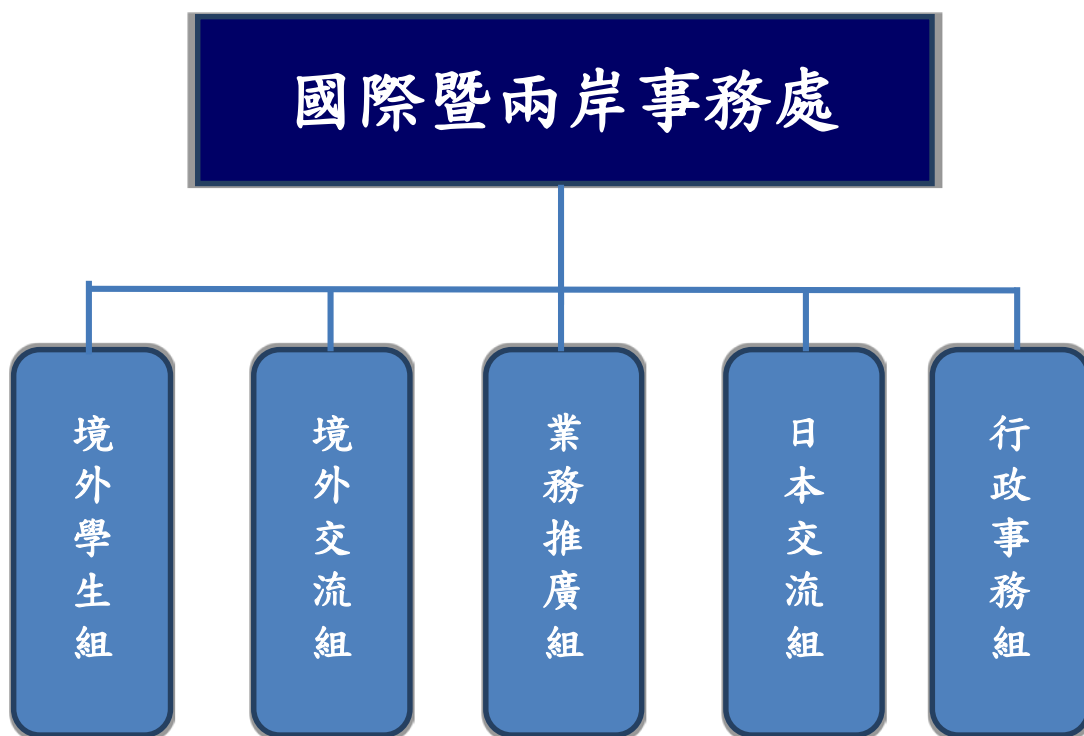 國際暨兩岸事務處
境外學生組
境外交流組
業務推廣組
日本交流組
行政事務組